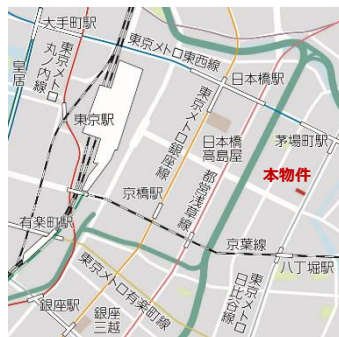 大手町駅
東京メトロ東西線
東京メトロ
丸ノ内線
皇居
日本橋駅
東京メトロ銀座線
東京駅
日本橋
高島屋
茅場町駅
本物件
京橋駅
都営浅草線
有楽町駅
京葉線
八丁堀駅
東京メトロ有楽町線
東京メトロ
日比谷線
銀座駅
銀座
三越